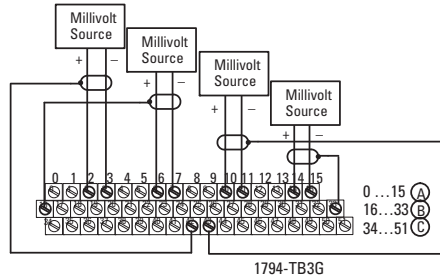 Millivolt
Source
+ −
Millivolt
Source
+ −
Millivolt
Source
+ −
Millivolt
Source
+ −
0 1 2 3 4 5 6 7 8 9 10 11 12 13 14 15
0...15 A
16...33 B
34...51 C
1794-TB3G